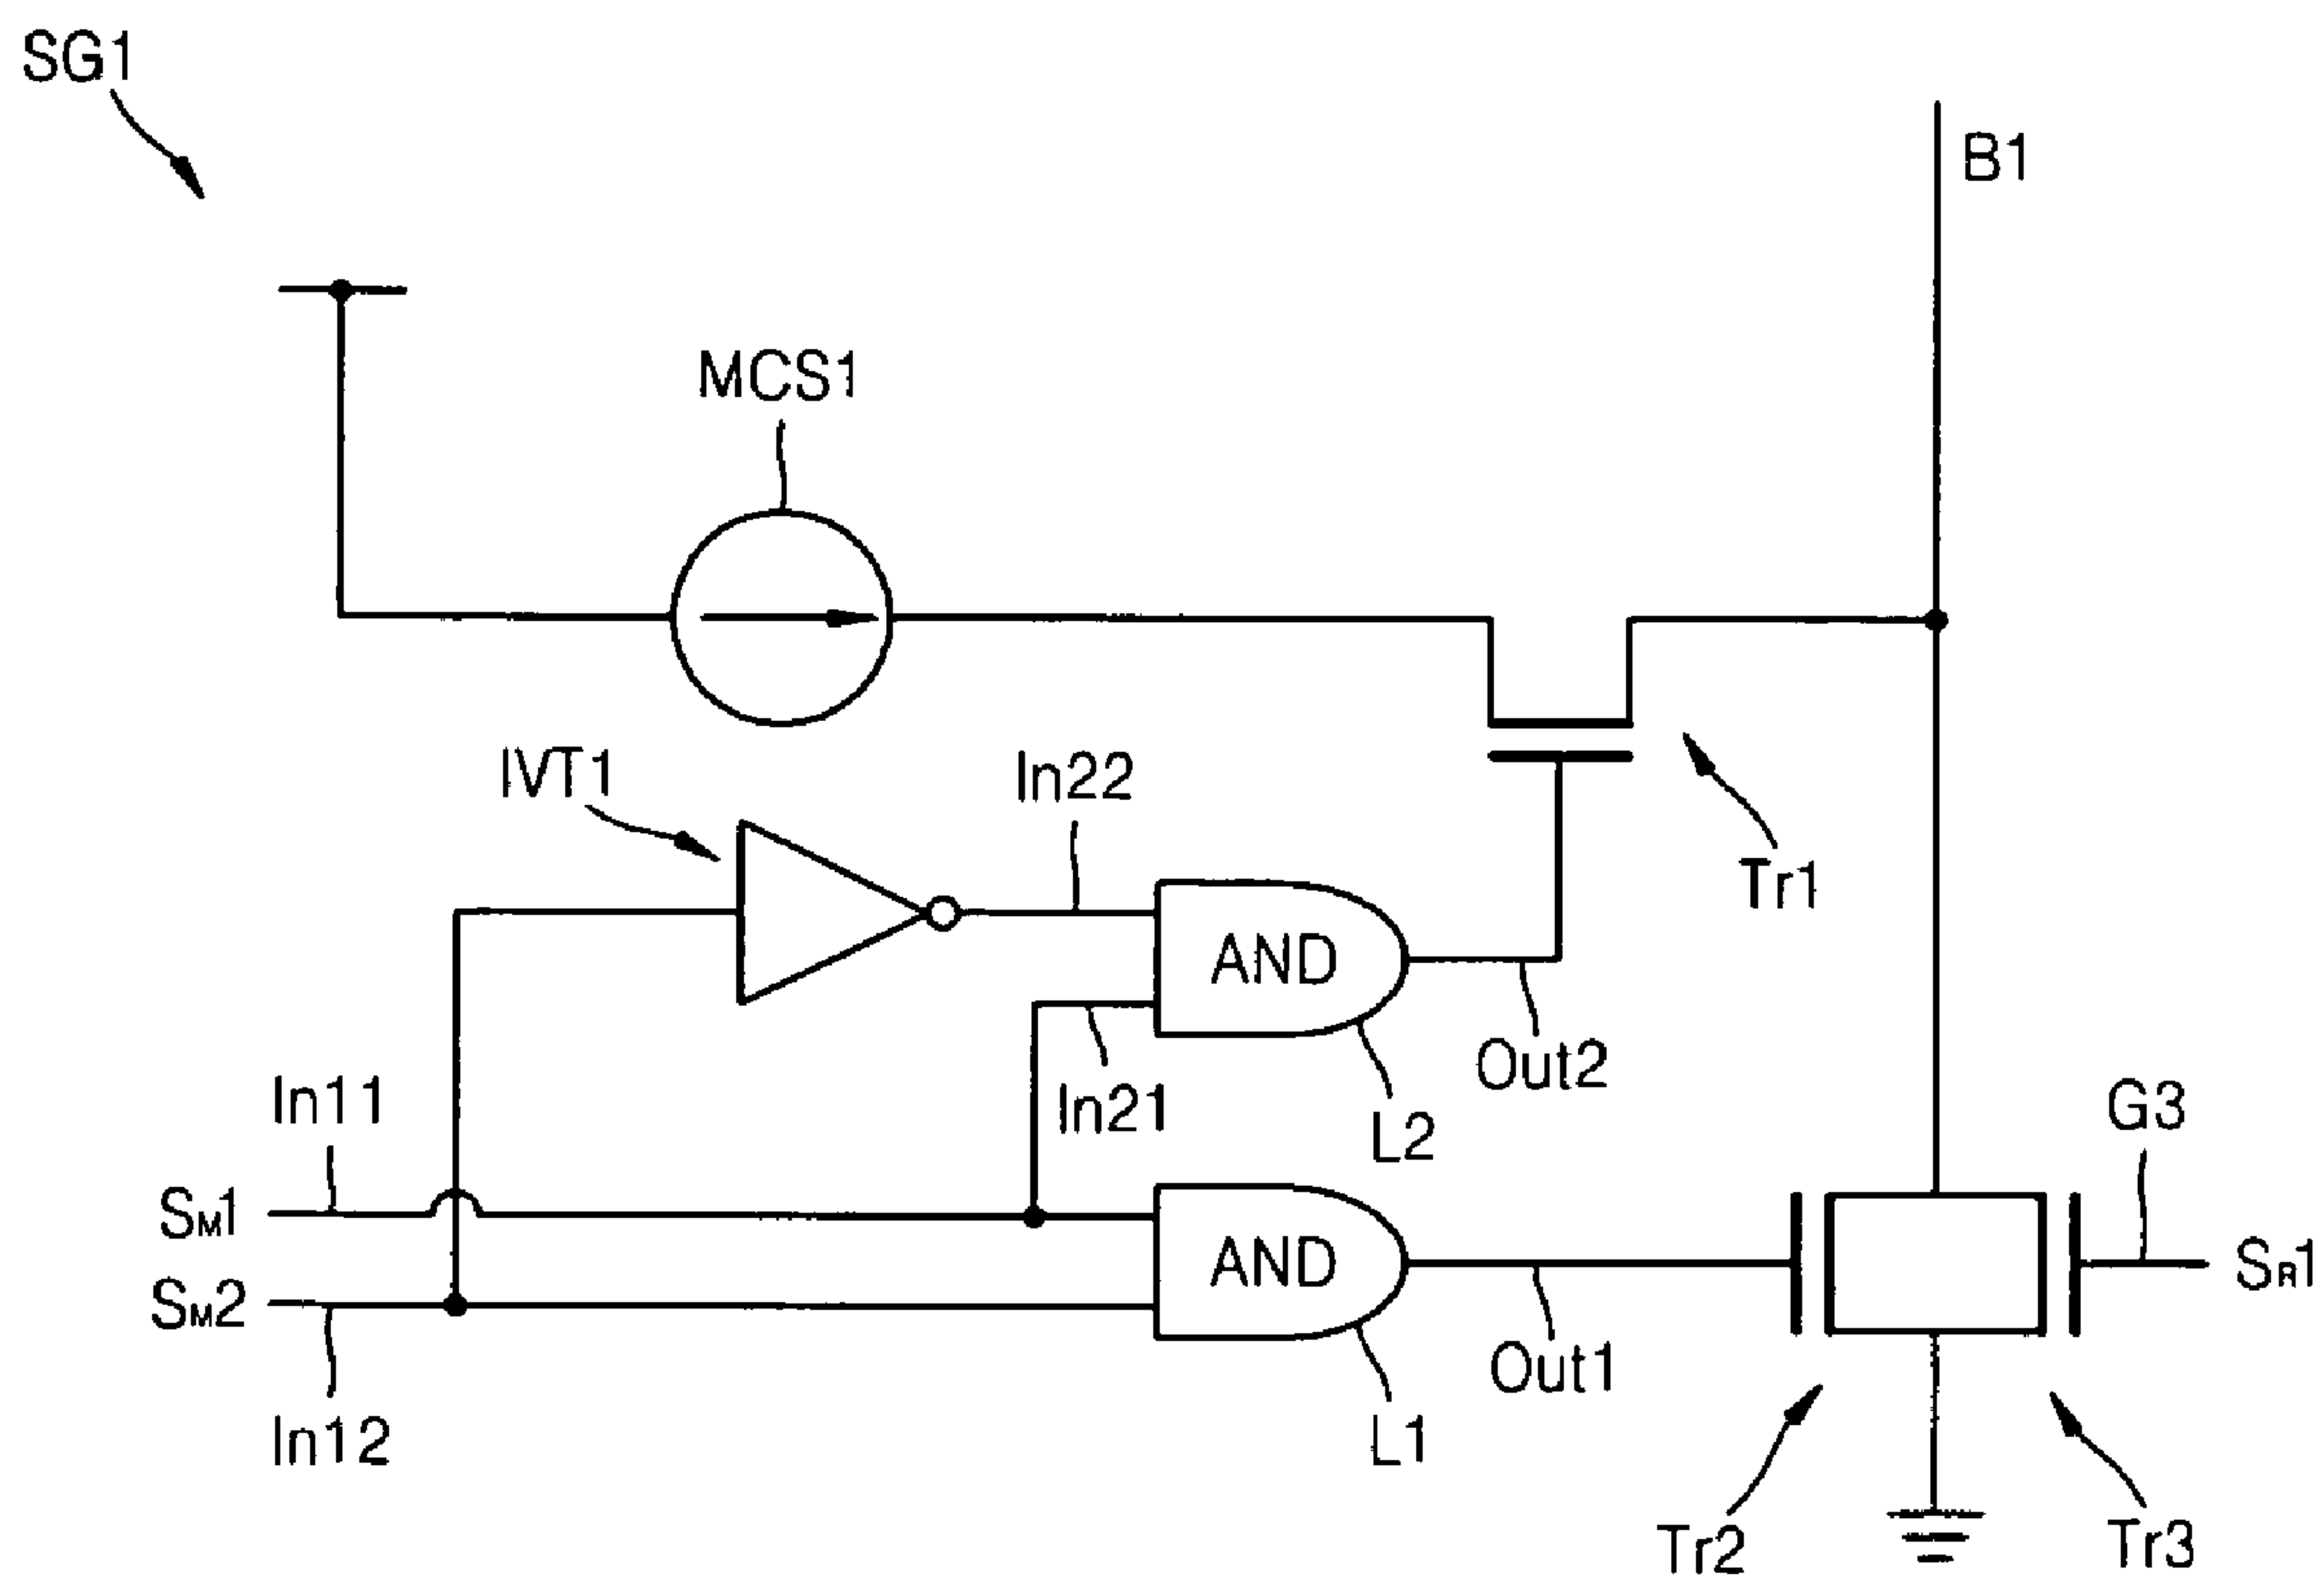 SG1
B1
MCS1
IVT1
In22
Tr1
AND
Out2
In21
L2
In11
G3
SM1
AND
SR1
SM2
Out1
In12
L1
Tr2
Tr3